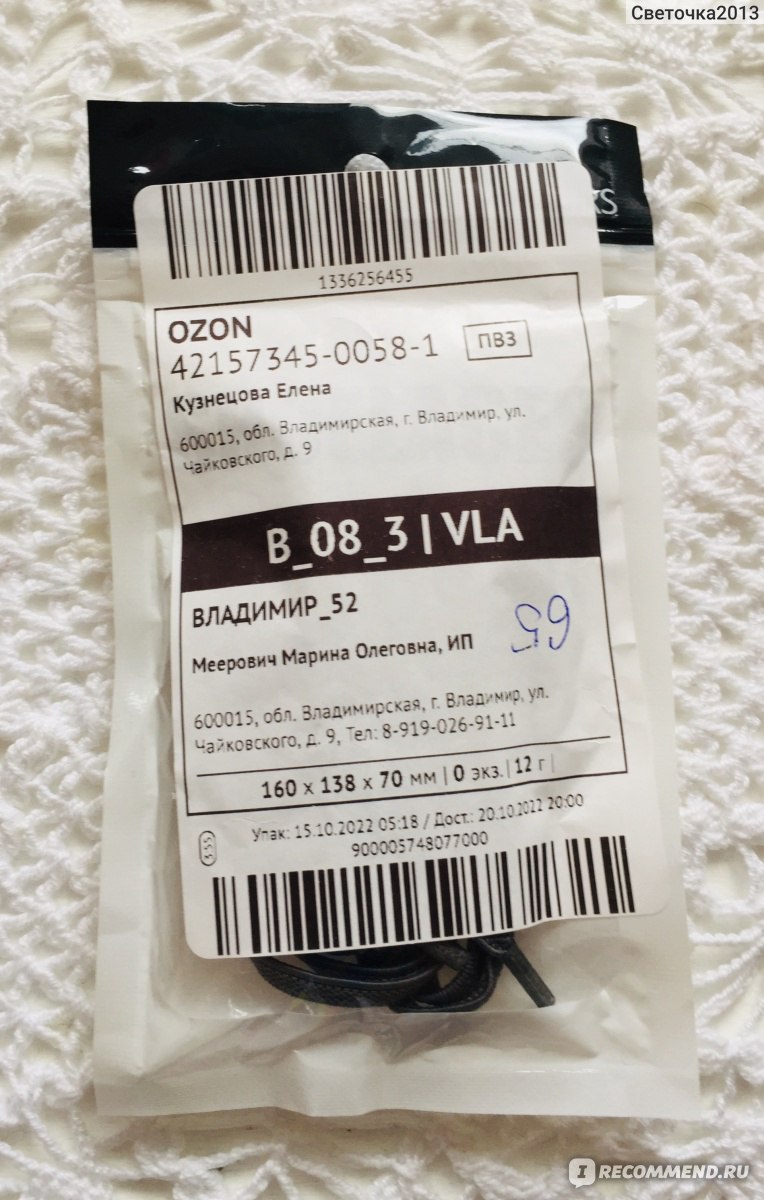 Светочка2013
KS
1336256455
OZON
42157345-0058-1 ПВЗ
Кузнецова Елена
600015, обл. Владимирская, г. Владимир, ул.
Чайковского, д. 9
B_08_3 | VLA
ВЛАДИМИР_52
Меерович Марина Олеговна, ИП
600015, обл. Владимирская, г. Владимир, ул.
Чайковского, д. 9, Тел: 8-919-026-91-11
160 x 138 x 70 мм | 0 экз. | 12 г |
Упак: 15.10.2022 05:18 / Дост.: 20.10.2022 20:00
900005748077000
I RECOMMEND.RU